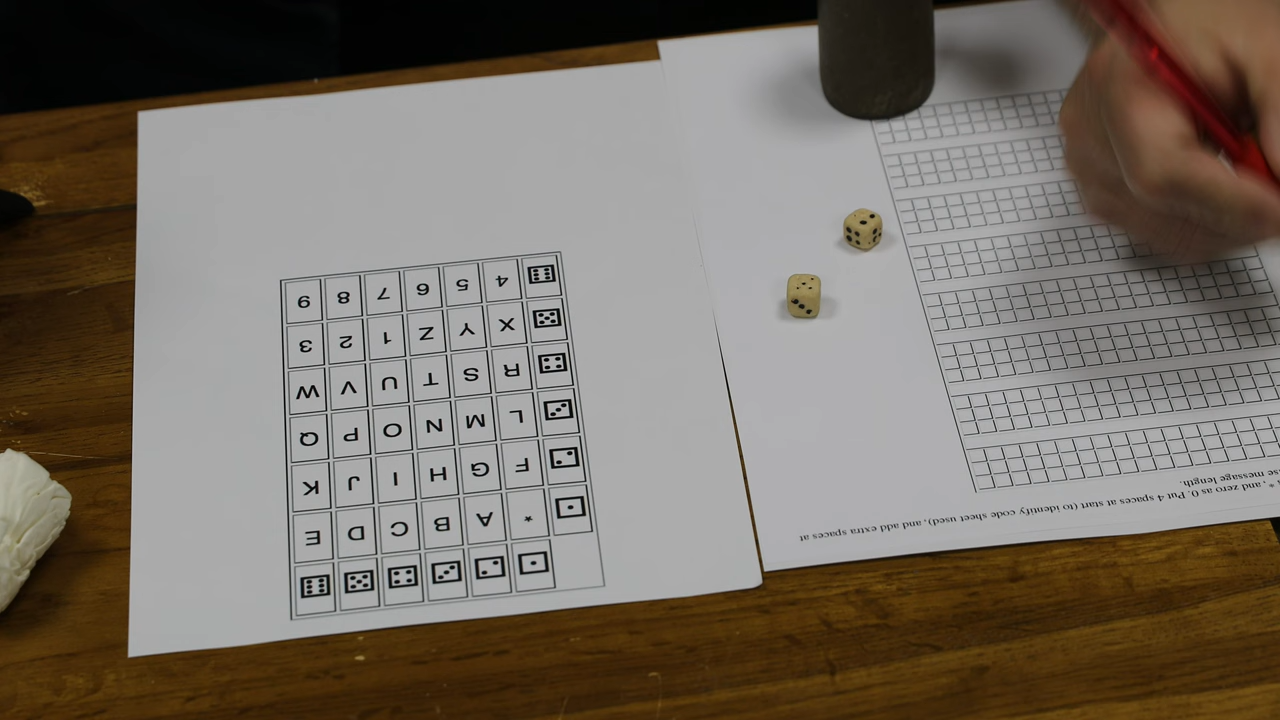 * A B C D E
F G H I J K
L M N O P Q
R S T U V W
X Y Z 1 2 3
4 5 6 7 8 9
*, and zero as 0. Put 4 spaces at start (to identify code sheet used), and add extra spaces at
message length.